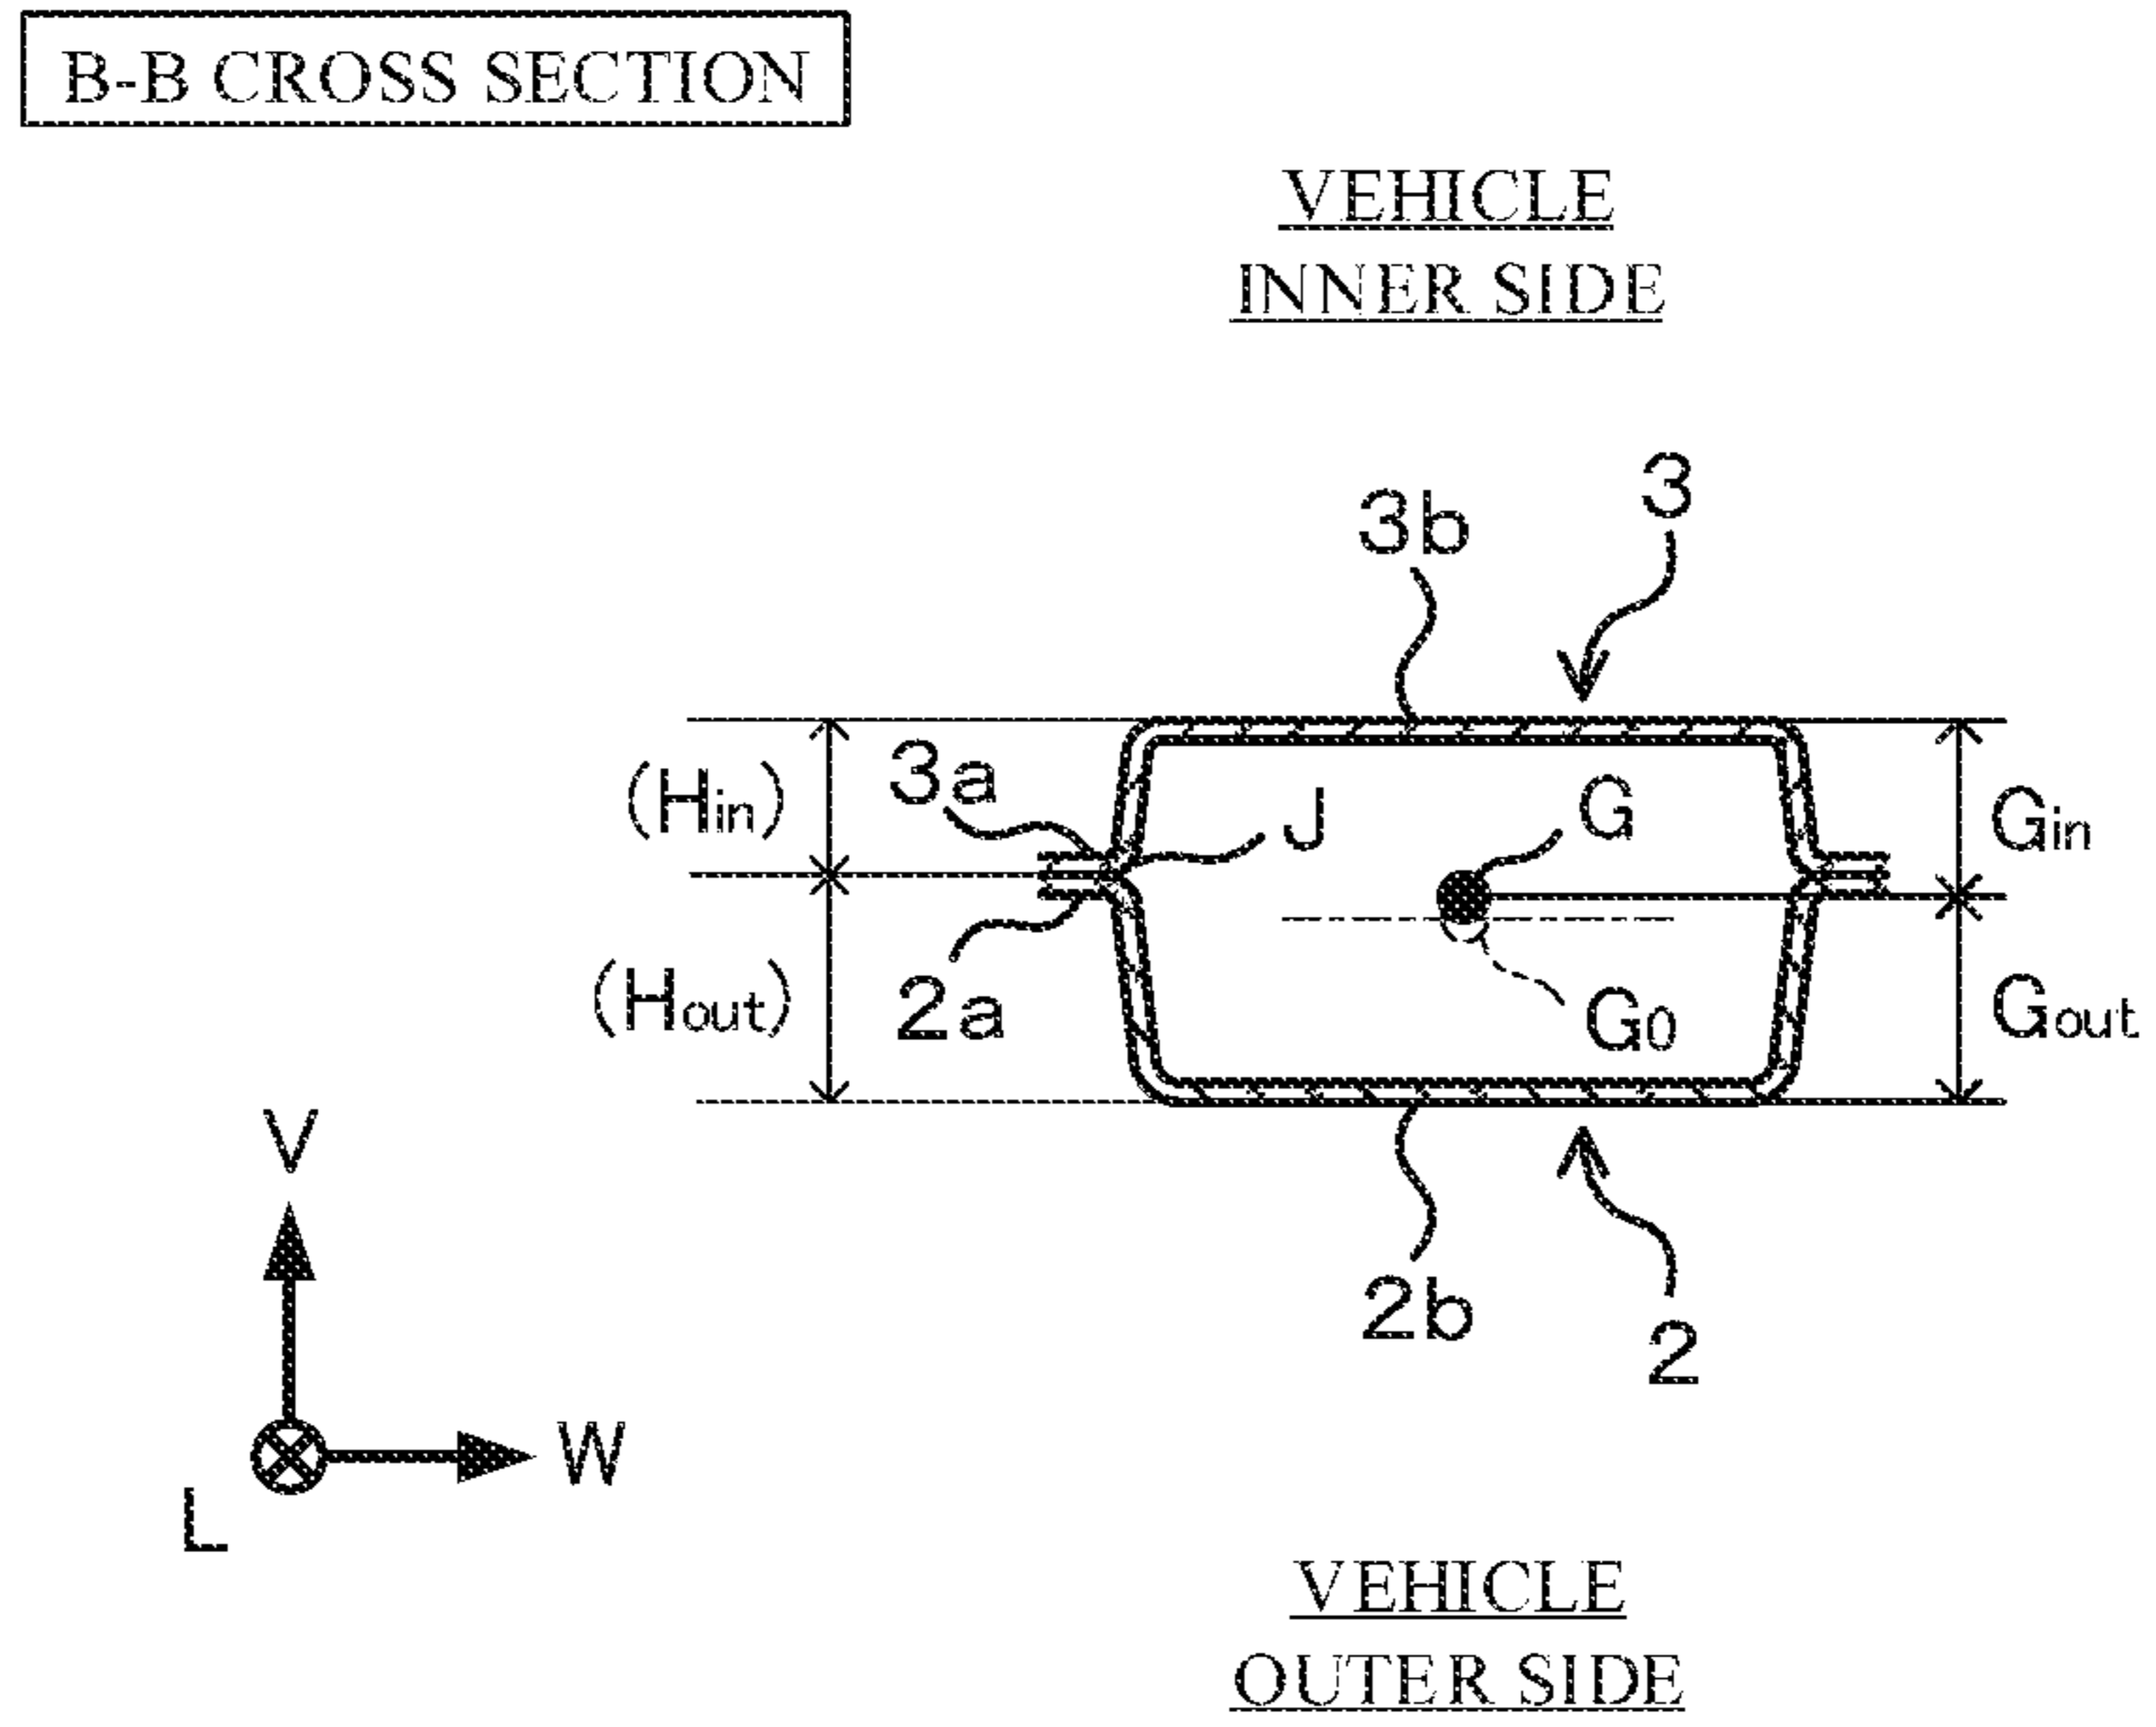 B-B CROSS SECTION
VEHICLE
INNER SIDE
3
3b
(Hin)
3a
J
G
Gin
(Hout)
2a
G0
Gout
V
2b
2
W
L
VEHICLE
OUTER SIDE